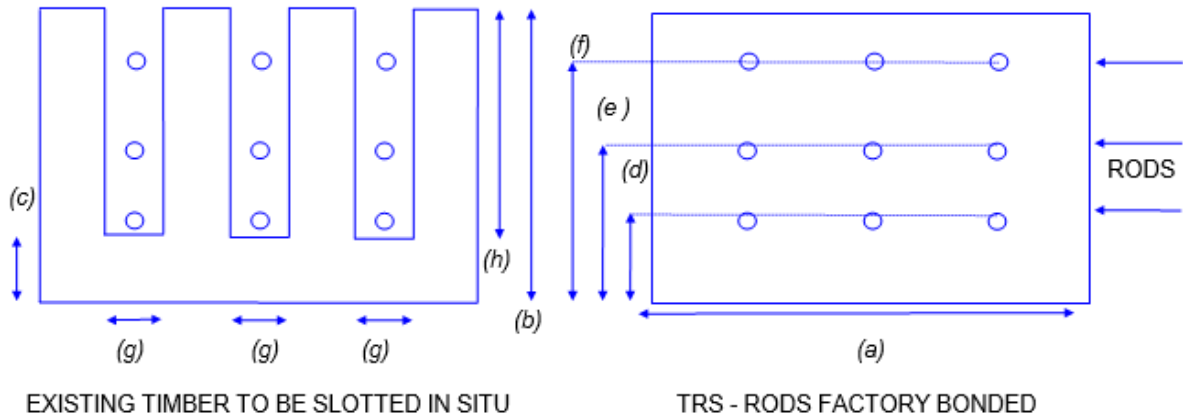 (c)
(g)
(g)
(g)
(h)
(b)
EXISTING TIMBER TO BE SLOTTED IN SITU
(f)
(e )
(d)
RODS
(a)
TRS - RODS FACTORY BONDED